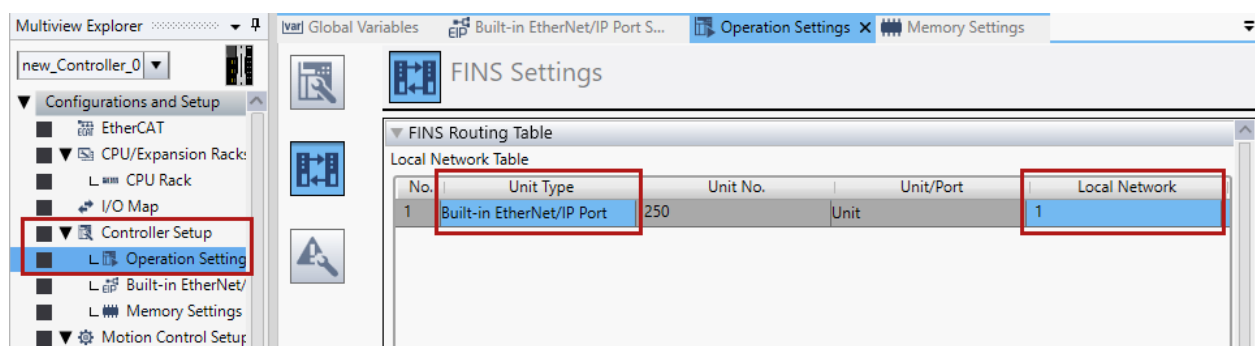 Multiview Explorer
new_Controller_0
Configurations and Setup
EtherCAT
CPU/Expansion Racks
CPU Rack
I/O Map
Controller Setup
Operation Setting
Built-in EtherNet/
Memory Settings
Motion Control Setup
var Global Variables
EIP Built-in EtherNet/IP Port S...
Operation Settings
Memory Settings
FINS Settings
FINS Routing Table
Local Network Table
No. Unit Type Unit No. Unit/Port Local Network
1 Built-in EtherNet/IP Port 250 Unit 1